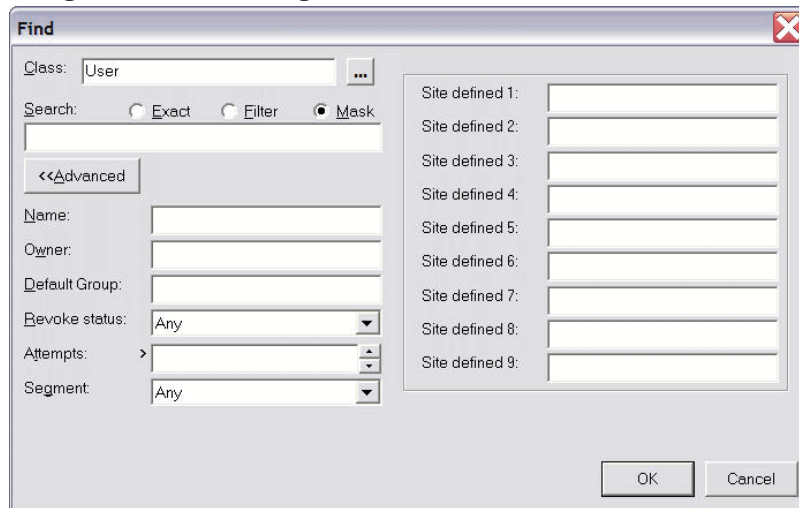 Find
Class: User ...
Search: Exact Filter Mask
<<Advanced
Name:
Owner:
Default Group:
Revoke status: Any
Attempts: >
Segment: Any
Site defined 1:
Site defined 2:
Site defined 3:
Site defined 4:
Site defined 5:
Site defined 6:
Site defined 7:
Site defined 8:
Site defined 9:
OK Cancel